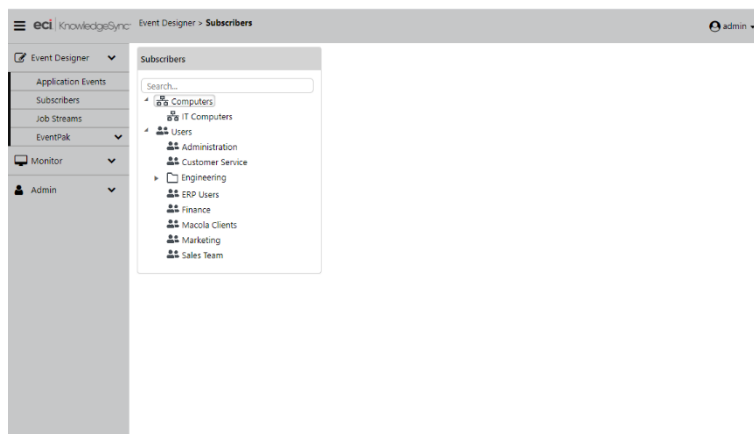 eci KnowledgeSync
Event Designer > Subscribers
admin
Event Designer
Application Events
Subscribers
Job Streams
EventPak
Monitor
Admin
Subscribers
Search...
Computers
IT Computers
Users
Administration
Customer Service
Engineering
ERP Users
Finance
Macola Clients
Marketing
Sales Team